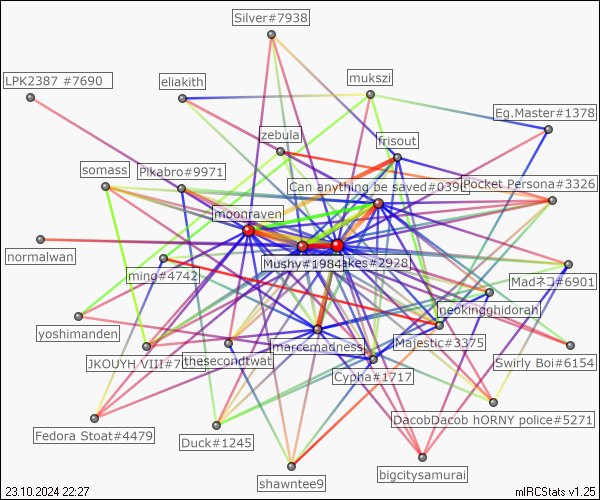 Silver#7938
LPK2387 #7690
eliakith
mukszi
Eg.Master#1378
zebula
frisout
somass
Pikabro#9971
Can anything be saved#039
Pocket Persona#3326
moonraven
normalwan
Mushy#1984
akes#2928
ming#4742
Madネコ#6901
neokingghidorah
yoshimanden
marcemadness
Majestic#3375
JKOUYH VIII#7
thesecondtwat
Swirly Boi#6154
Cypha#1717
DacobDacob hORNY police#5271
Fedora Stoat#4479
Duck#1245
bigcitysamurai
shawntee9
23.10.2024 22:27
mIRCStats v1.25